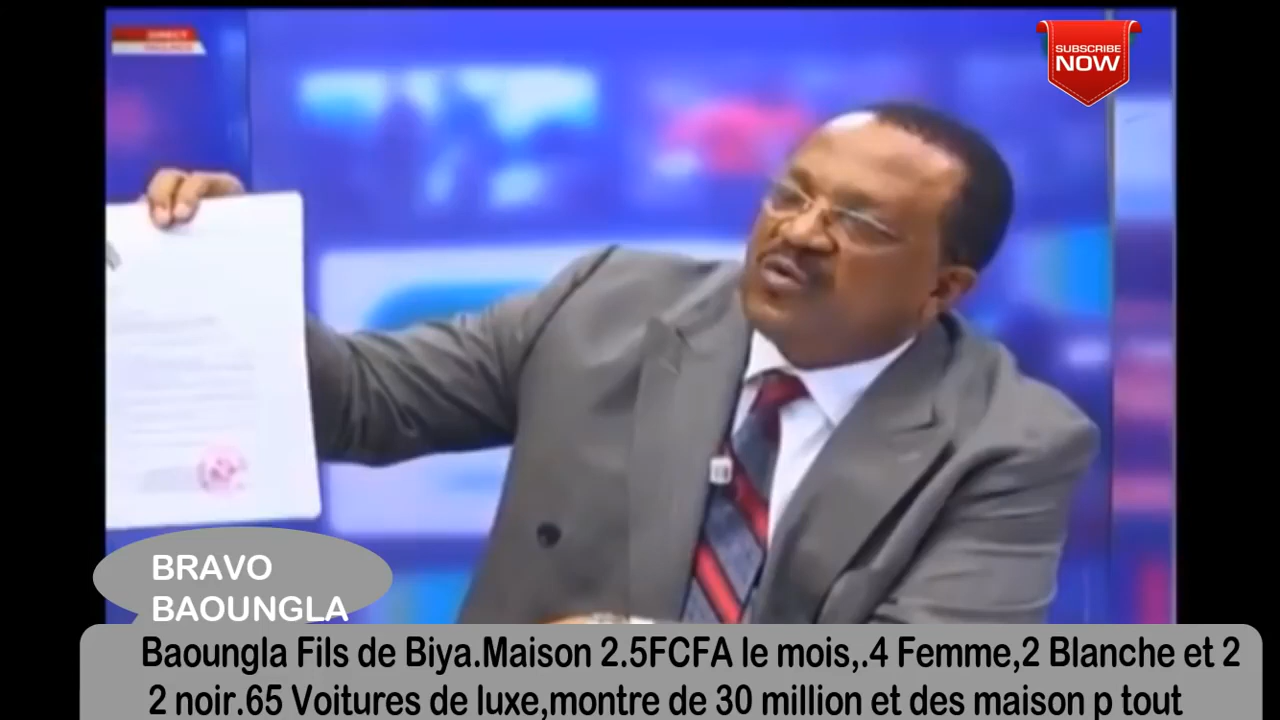 DIRECT
SUBSCRIBE
NOW
BRAVO
BAOUNGLA
Baoungla Fils de Biya.Maison 2.5FCFA le mois,.4 Femme,2 Blanche et 2
2 noir.65 Voitures de luxe,montre de 30 million et des maison p tout